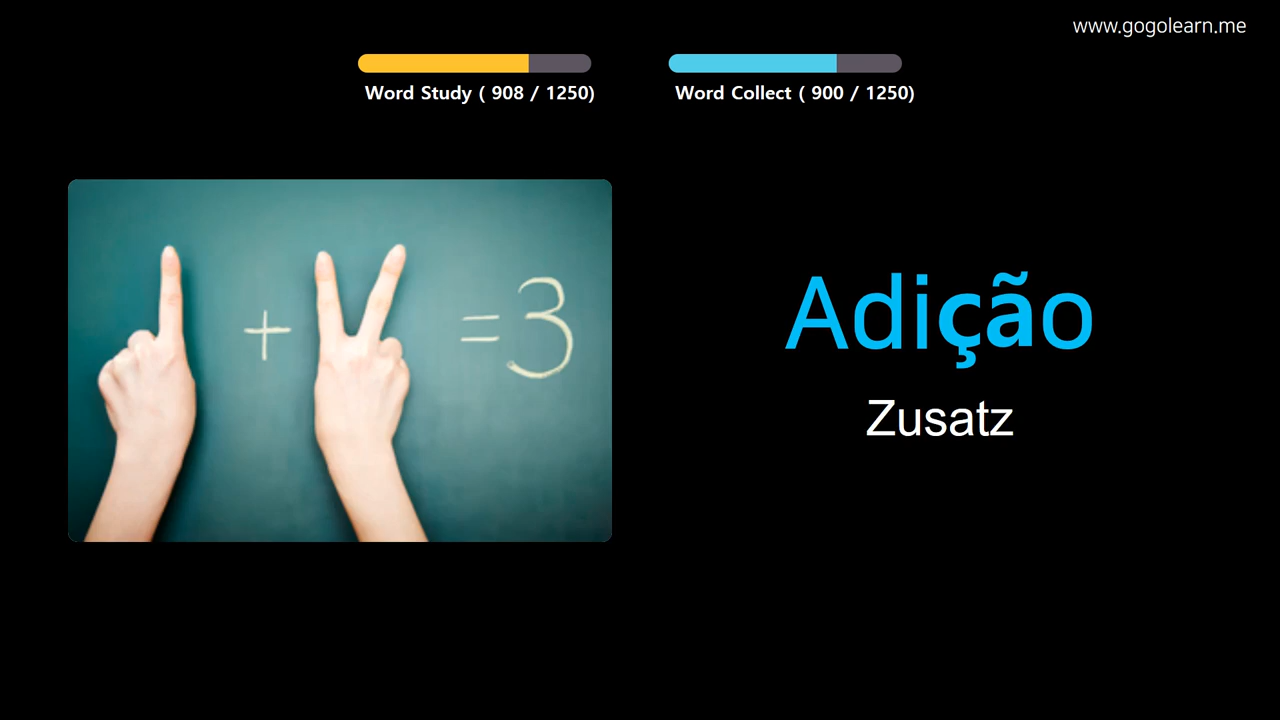 www.gogolearn.me
Word Study ( 908 / 1250)
Word Collect ( 900 / 1250)
+ = 3
Adição
Zusatz